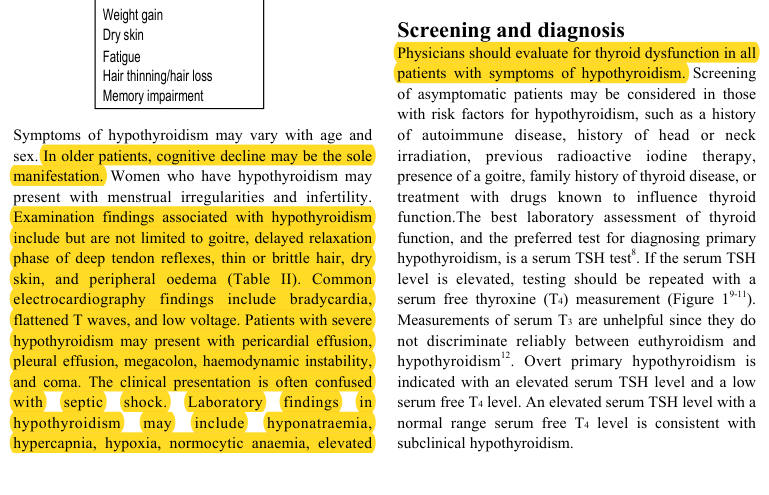 Weight gain
Dry skin
Fatigue
Hair thinning/hair loss
Memory impairment
Symptoms of hypothyroidism may vary with age and
sex. In older patients, cognitive decline may be the sole
manifestation. Women who have hypothyroidism may
present with menstrual irregularities and infertility.
Examination findings associated with hypothyroidism
include but are not limited to goitre, delayed relaxation
phase of deep tendon reflexes, thin or brittle hair, dry
skin, and peripheral oedema (Table II). Common
electrocardiography findings include bradycardia,
flattened T waves, and low voltage. Patients with severe
hypothyroidism may present with pericardial effusion,
pleural effusion, megacolon, haemodynamic instability,
and coma. The clinical presentation is often confused
with septic shock. Laboratory findings in
hypothyroidism may include hyponatraemia,
hypercapnia, hypoxia, normocytic anaemia, elevated
Screening and diagnosis
Physicians should evaluate for thyroid dysfunction in all
patients with symptoms of hypothyroidism. Screening
of asymptomatic patients may be considered in those
with risk factors for hypothyroidism, such as a history
of autoimmune disease, history of head or neck
irradiation, previous radioactive iodine therapy,
presence of a goitre, family history of thyroid disease, or
treatment with drugs known to influence thyroid
function.The best laboratory assessment of thyroid
function, and the preferred test for diagnosing primary
hypothyroidism, is a serum TSH test8. If the serum TSH
level is elevated, testing should be repeated with a
serum free thyroxine (T4) measurement (Figure 19-11).
Measurements of serum T3 are unhelpful since they do
not discriminate reliably between euthyroidism and
hypothyroidism12. Overt primary hypothyroidism is
indicated with an elevated serum TSH level and a low
serum free T4 level. An elevated serum TSH level with a
normal range serum free T4 level is consistent with
subclinical hypothyroidism.